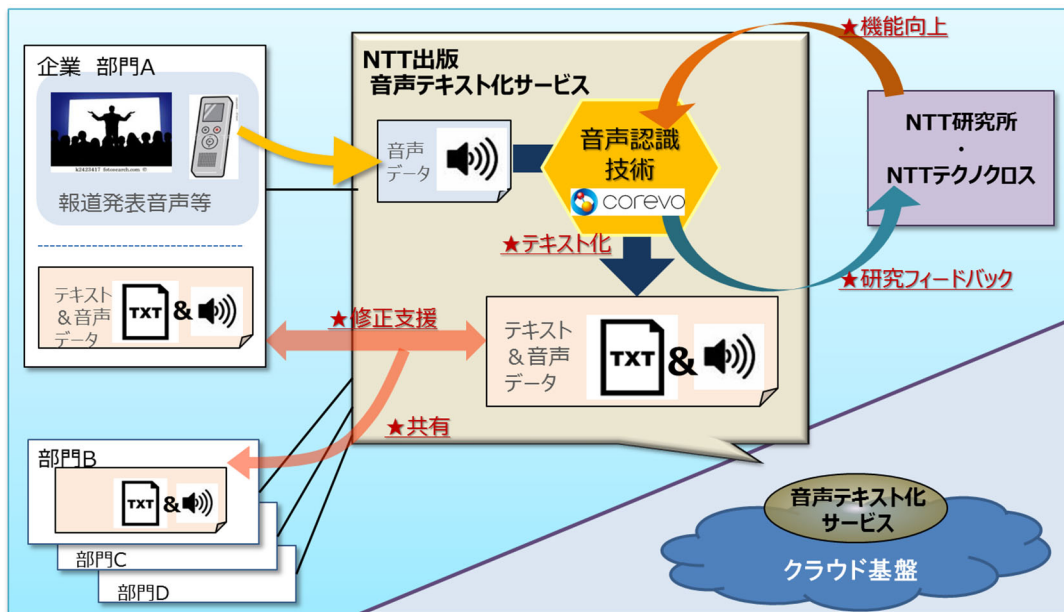 企業 部門A
k2423417 fotosearch.com ©
報道発表音声等
テキスト
&音声
データ
TXT
&
NTT出版
音声テキスト化サービス
音声
データ
音声認識
技術
corevo
★機能向上
NTT研究所
・
NTTテクノクロス
★研究フィードバック
★テキスト化
★修正支援
テキスト
&音声
データ
TXT
&
★共有
部門B
TXT
&
部門C
部門D
音声テキスト化
サービス
クラウド基盤